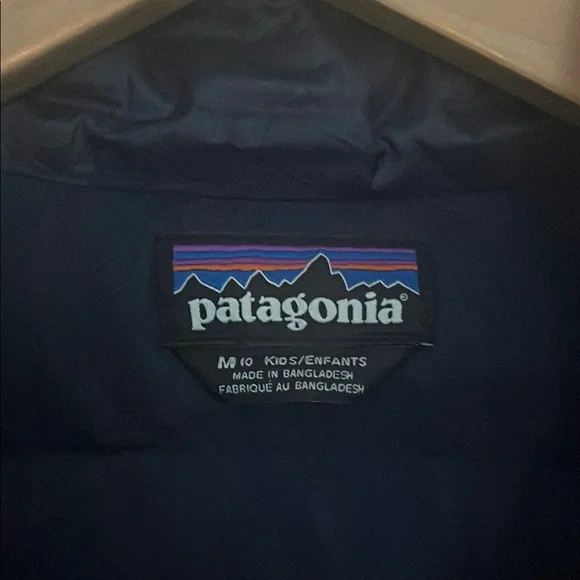 patagonia®
M 10 KIDS/ENFANTS
MADE IN BANGLADESH
FABRIQUÉ AU BANGLADESH